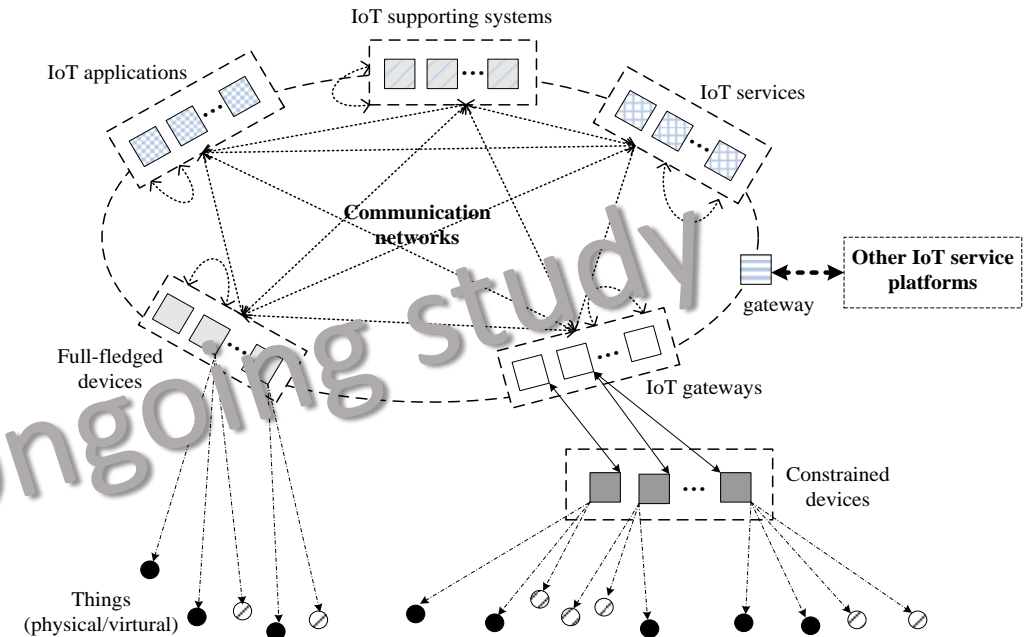 IoT supporting systems
IoT applications
IoT services
Communication
networks
Other IoT service
platforms
gateway
Full-fledged
devices
IoT gateways
Constrained
devices
Things
(physical/virtural)
ongoing study